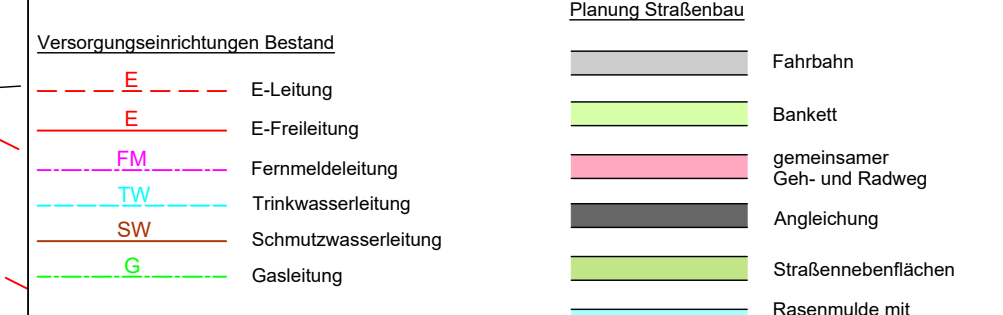 Versorgungseinrichtungen Bestand
E
E-Leitung
E
E-Freileitung
FM
Fernmeldeleitung
TW
Trinkwasserleitung
SW
Schmutzwasserleitung
G
Gasleitung
Planung Straßenbau
Fahrbahn
Bankett
gemeinsamer
Geh- und Radweg
Angleichung
Straßennebenflächen
Rasenmulde mit